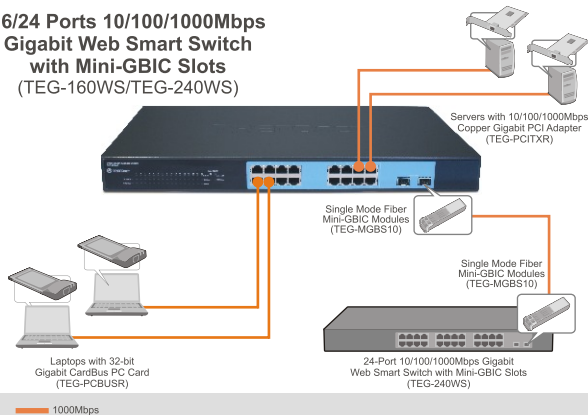 6/24 Ports 10/100/1000Mbps
Gigabit Web Smart Switch
with Mini-GBIC Slots
(TEG-160WS/TEG-240WS)
Servers with 10/100/1000Mbps
Copper Gigabit PCI Adapter
(TEG-PCITXR)
Single Mode Fiber
Mini-GBIC Modules
(TEG-MGBS10)
Single Mode Fiber
Mini-GBIC Modules
(TEG-MGBS10)
Laptops with 32-bit
Gigabit CardBus PC Card
(TEG-PCBUSR)
24-Port 10/100/1000Mbps Gigabit
Web Smart Switch with Mini-GBIC Slots
(TEG-240WS)
1000Mbps